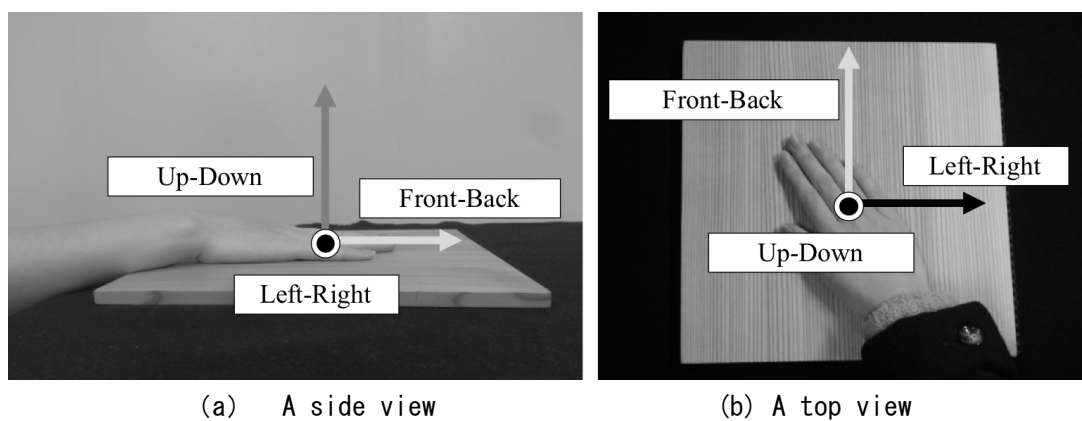 Up-Down
Front-Back
Left-Right
(a) A side view
Front-Back
Left-Right
Up-Down
(b) A top view